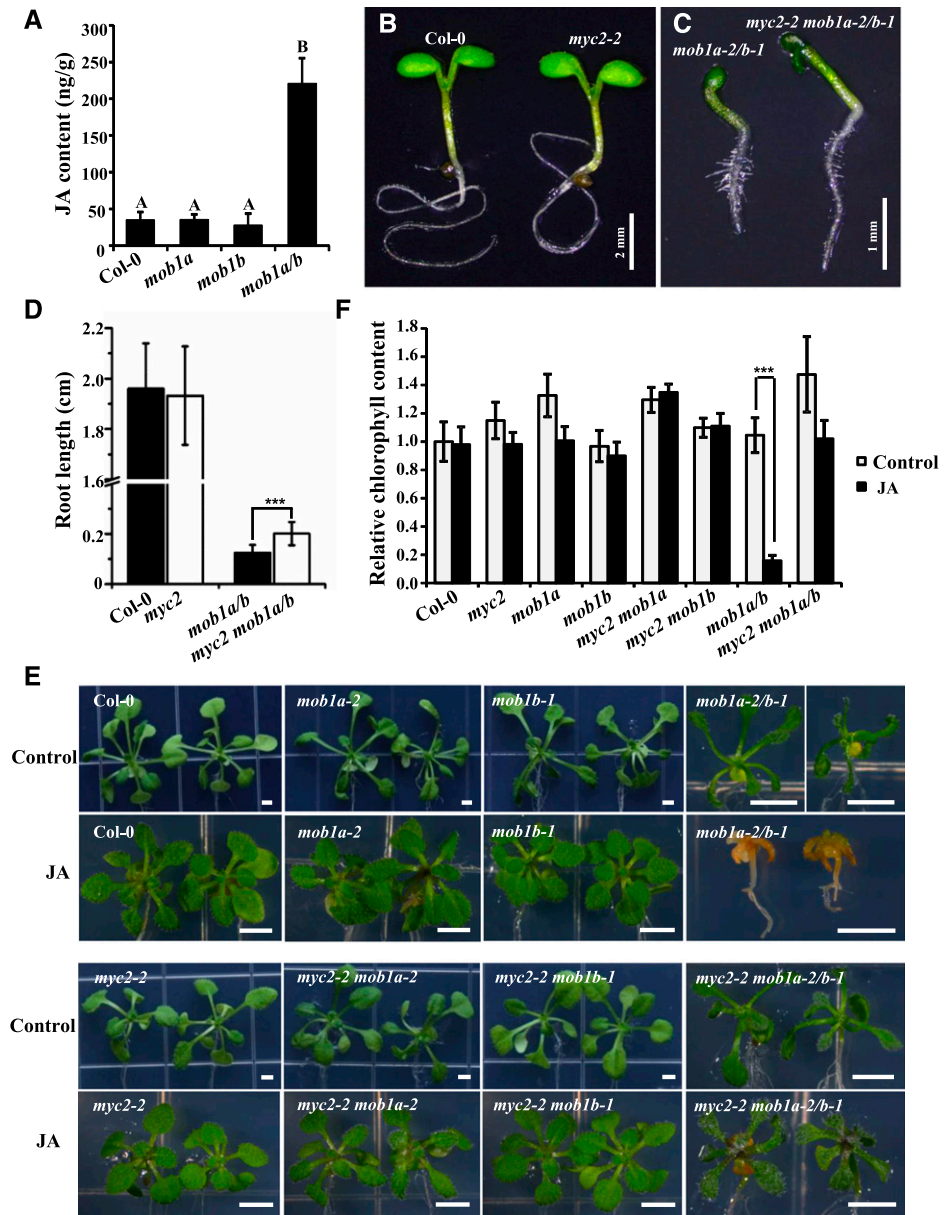 A
JA content (ng/g)
300
250
200
150
100
50
0
A
A
A
B
Col-0
mob1a
mob1b
mob1a/b
B
Col-0
myc2-2
2 mm
C
myc2-2 mob1a-2/b-1
mob1a-2/b-1
1 mm
D
Root length (cm)
2.2
2.0
1.8
1.6
0.2
0
***
Col-0
myc2
mob1a/b
myc2 mob1a/b
F
Relative chlorophyll content
1.8
1.6
1.4
1.2
1.0
0.8
0.6
0.4
0.2
0.0
***
Control
JA
Col-0
myc2
mob1a
mob1b
myc2 mob1a
myc2 mob1b
mob1a/b
myc2 mob1a/b
E
Control
Col-0
mob1a-2
mob1b-1
mob1a-2/b-1
JA
Col-0
mob1a-2
mob1b-1
mob1a-2/b-1
Control
myc2-2
myc2-2 mob1a-2
myc2-2 mob1b-1
myc2-2 mob1a-2/b-1
JA
myc2-2
myc2-2 mob1a-2
myc2-2 mob1b-1
myc2-2 mob1a-2/b-1